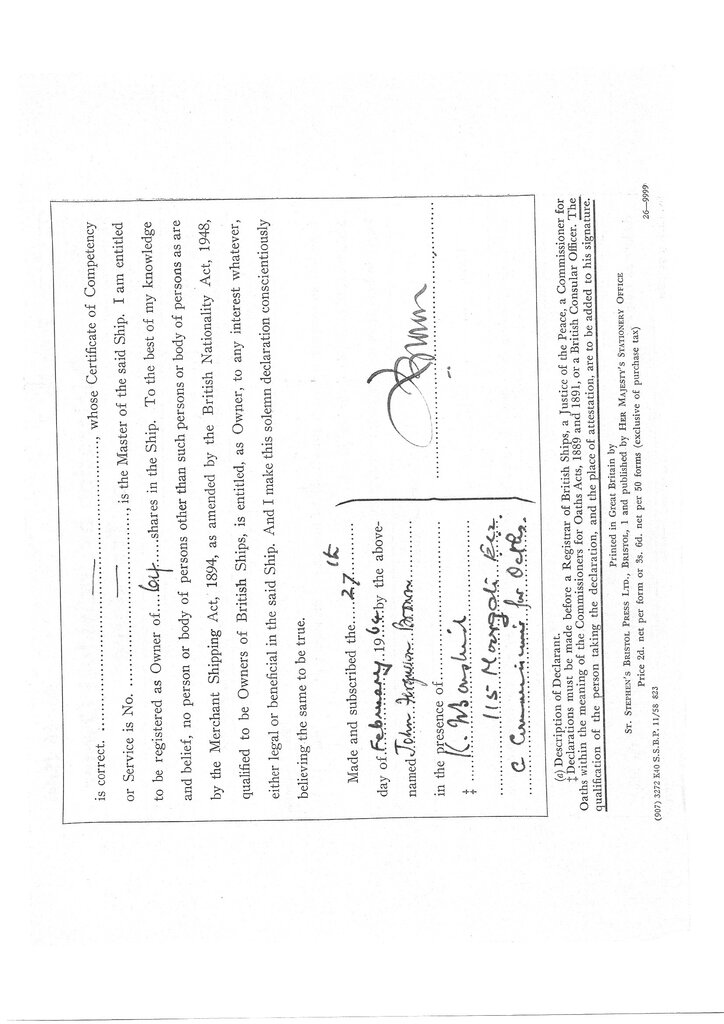 is correct. ............................., whose Certificate of Competency
or Service is No. ............................., is the Master of the said Ship. I am entitled
to be registered as Owner of....64.....shares in the Ship. To the best of my knowledge
and belief, no person or body of persons other than such persons or body of persons as are
by the Merchant Shipping Act, 1894, as amended by the British Nationality Act, 1948,
qualified to be Owners of British Ships, is entitled, as Owner, to any interest whatever,
either legal or beneficial in the said Ship. And I make this solemn declaration conscientiously
believing the same to be true.
Made and subscribed the.....27th
day of February 1964 by the above-
named John Ferguson Brown
in the presence of
‡ K.
115 Moorgate
a Commissioner for Oaths.
(e) Description of Declarant.
‡ Declarations must be made before a Registrar of British Ships, a Justice of the Peace, a Commissioner for
Oaths within the meaning of the Commissioners for Oaths Acts, 1889 and 1891, or a British Consular Officer. The
qualification of the person taking the declaration, and the place of attestation, are to be added to his signature.
Printed in Great Britain by
St. Stephen's Bristol Press Ltd., Bristol, 1 and published by Her Majesty's Stationery Office
Price 2d. net per form or 3s. 6d. net per 50 forms (exclusive of purchase tax)
(907) 3272 K40 S.S.B.P. 11/58 823
26—9999